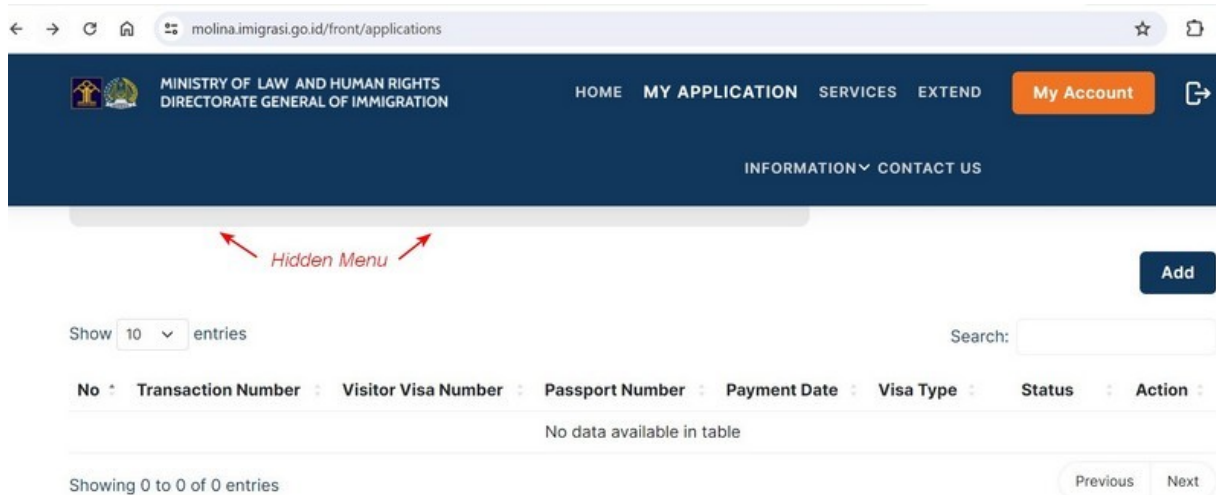 molina.imigrasi.go.id/front/applications
MINISTRY OF LAW AND HUMAN RIGHTS
DIRECTORATE GENERAL OF IMMIGRATION
HOME MY APPLICATION SERVICES EXTEND My Account
INFORMATION CONTACT US
Hidden Menu
Add
Show 10 entries Search:
No Transaction Number Visitor Visa Number Passport Number Payment Date Visa Type Status Action
No data available in table
Showing 0 to 0 of 0 entries Previous Next